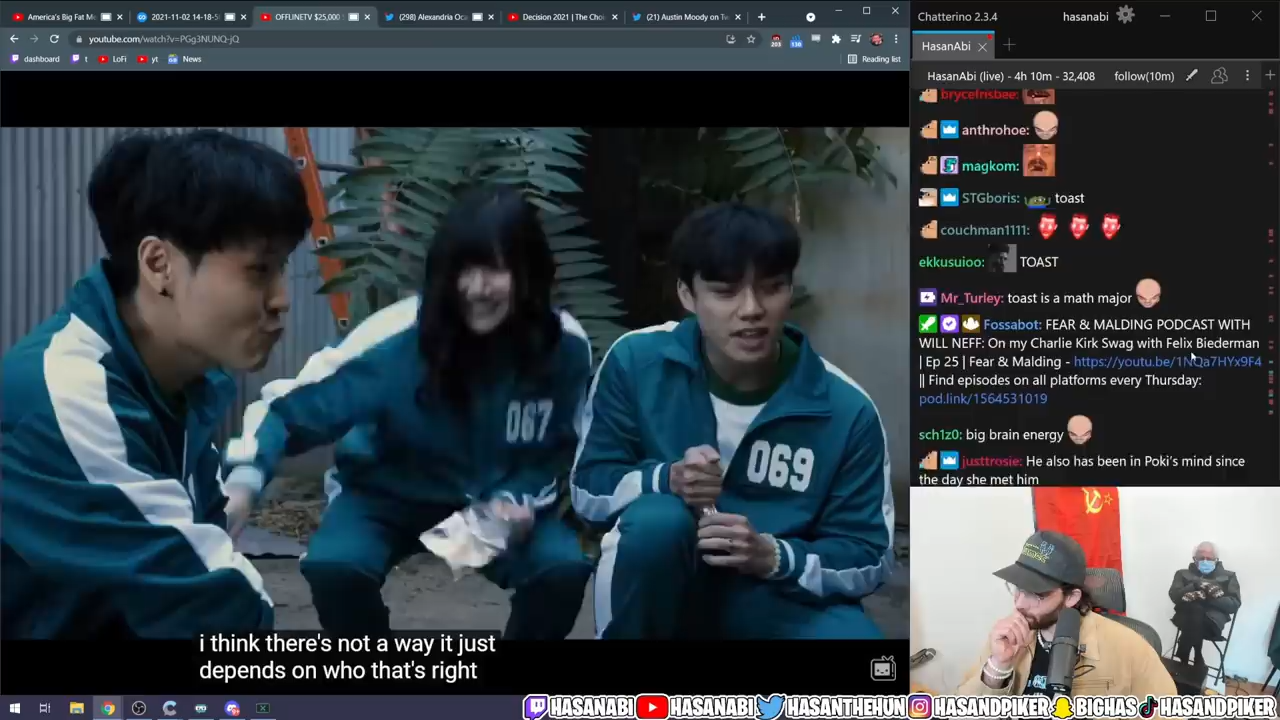 America's Big Fat Me
2021-11-02 14-18-5
OFFLINETV $25,000
(298) Alexandria Oca
Decision 2021 | The Choi
(21) Austin Moody on Tw
youtube.com/watch?v=PGg3NUNQ-jQ
dashboard
t
LoFi
yt
News
Reading list
067
069
i think there's not a way it just
depends on who that's right
Chatterino 2.3.4
hasanabi
HasanAbi
HasanAbi (live) - 4h 10m - 32,408
follow(10m)
brycefrisbee:
anthrohoe:
magkom:
STGboris: toast
couchman1111:
ekkusuioo: TOAST
Mr_Turley: toast is a math major
Fossabot: FEAR & MALDING PODCAST WITH
WILL NEFF: On my Charlie Kirk Swag with Felix Biederman
| Ep 25 | Fear & Malding - https://youtu.be/1NQa7HYx9F4
|| Find episodes on all platforms every Thursday:
pod.link/1564531019
sch1z0: big brain energy
justtrosie: He also has been in Poki's mind since
the day she met him
HASANABI
HASANABI
HASANTHEHUN
HASANDPIKER
BIGHAS
HASANDPIKER